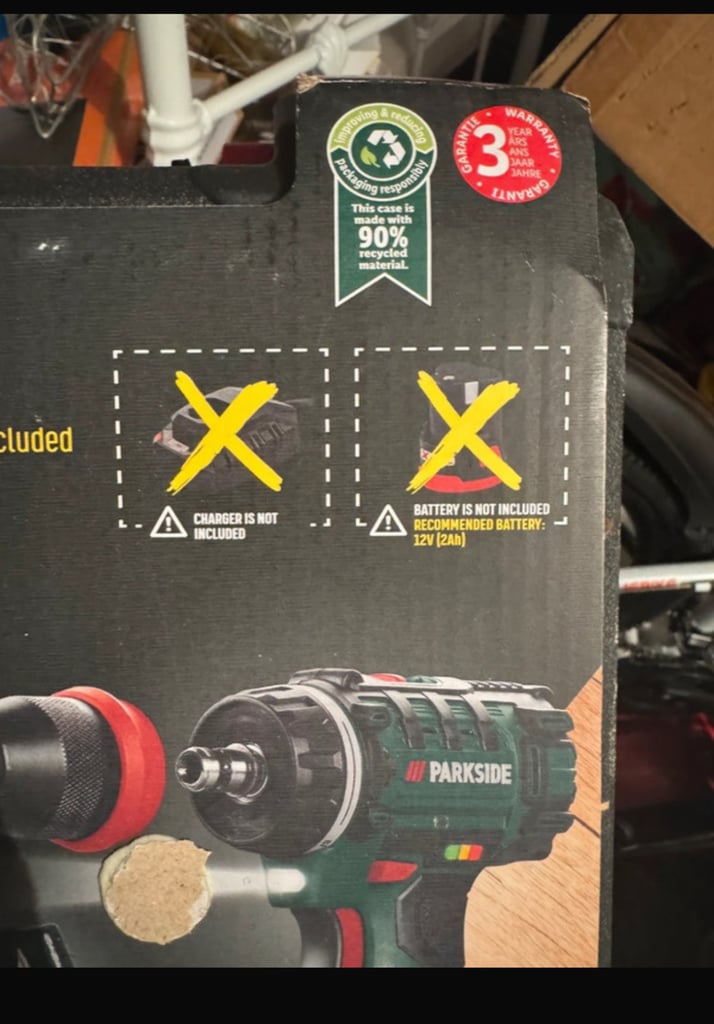 Improving & reducing
packaging responsibly
This case is
made with
90%
recycled
material.
GARANTIE • WARRANTY • GARANTI
3
YEAR
ÅRS
ANS
JAAR
JAHRE
cluded
CHARGER IS NOT
INCLUDED
BATTERY IS NOT INCLUDED
RECOMMENDED BATTERY:
12V (2Ah)
PARKSIDE